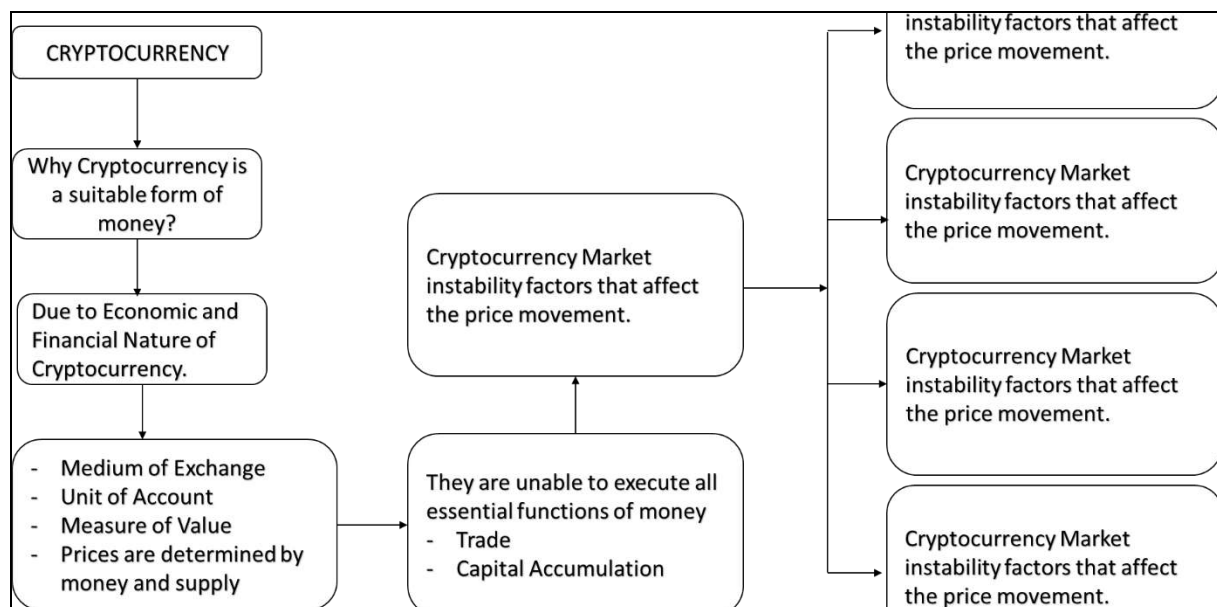 CRYPTOCURRENCY
Why Cryptocurrency is
a suitable form of
money?
Due to Economic and
Financial Nature of
Cryptocurrency.
- Medium of Exchange
- Unit of Account
- Measure of Value
- Prices are determined by
money and supply
They are unable to execute all
essential functions of money
- Trade
- Capital Accumulation
Cryptocurrency Market
instability factors that affect
the price movement.
instability factors that affect
the price movement.
Cryptocurrency Market
instability factors that affect
the price movement.
Cryptocurrency Market
instability factors that affect
the price movement.
Cryptocurrency Market
instability factors that affect
the price movement.